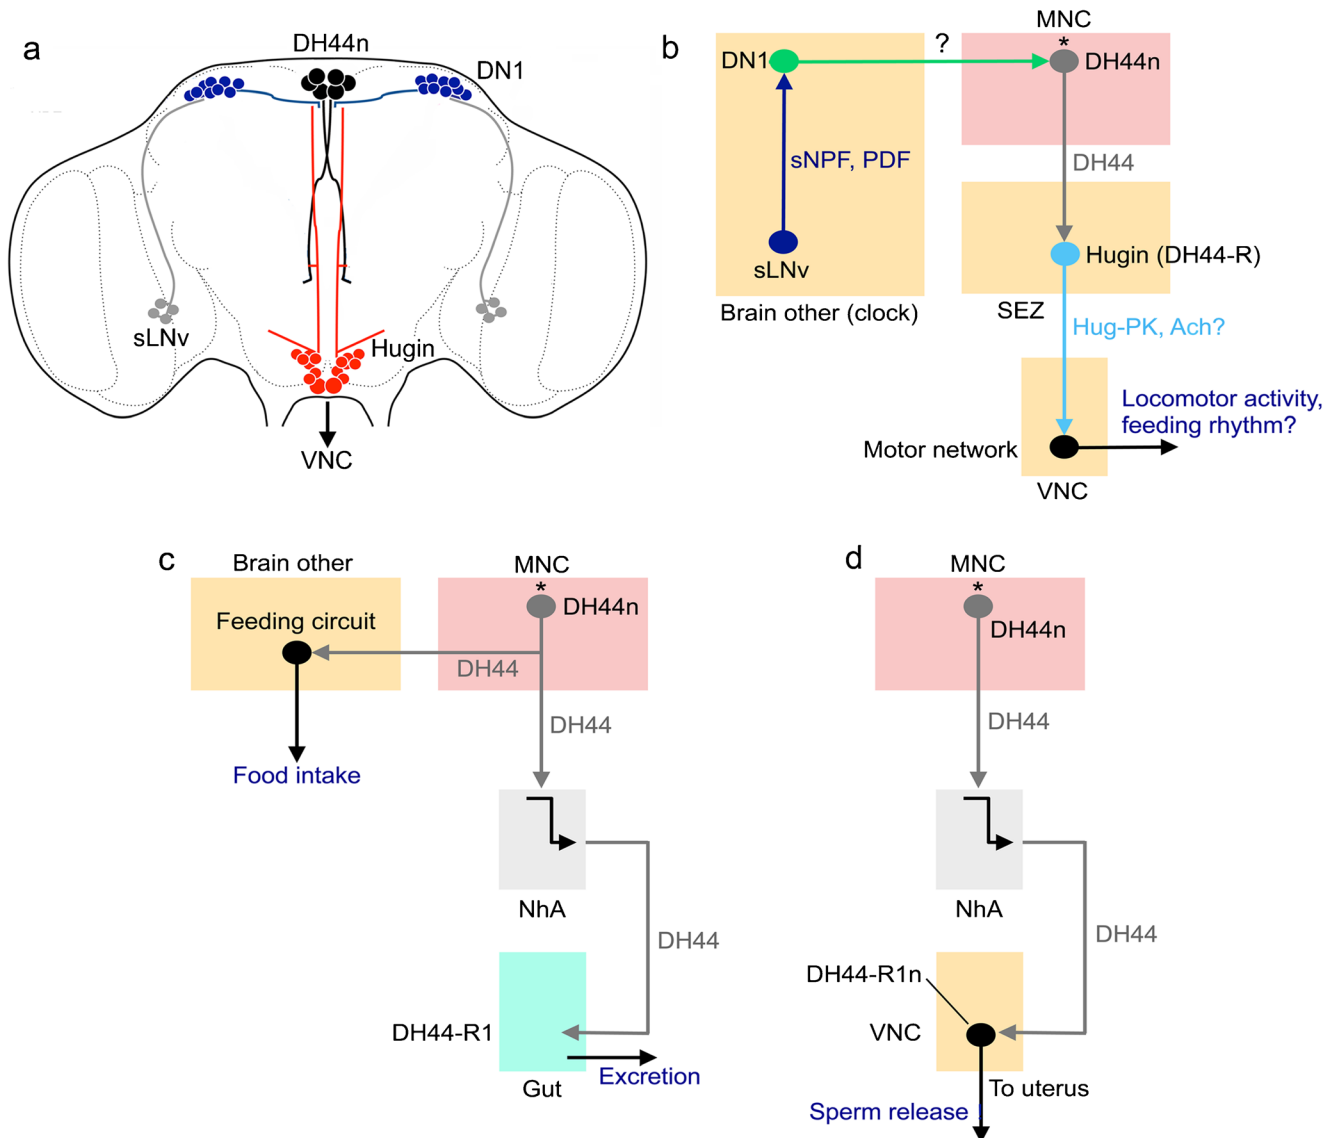 a
DH44n
DN1
sLNv
Hugin
VNC
b
MNC
?
*
DN1
DH44n
sNPF, PDF
DH44
sLNv
Hugin (DH44-R)
Brain other (clock)
SEZ
Hug-PK, Ach?
Locomotor activity,
feeding rhythm?
Motor network
VNC
c
Brain other
MNC
*
Feeding circuit
DH44n
DH44
DH44
Food intake
NhA
DH44
DH44-R1
Excretion
Gut
d
MNC
*
DH44n
DH44
NhA
DH44
DH44-R1n
VNC
To uterus
Sperm release